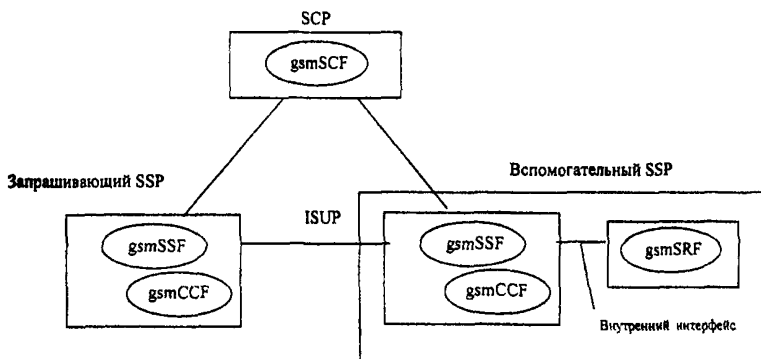 SCP
gsmSCF
Запрашивающий SSP
Вспомогательный SSP
ISUP
gsmSSF
gsmCCF
gsmSSF
gsmCCF
gsmSRF
Внутренний интерфейс